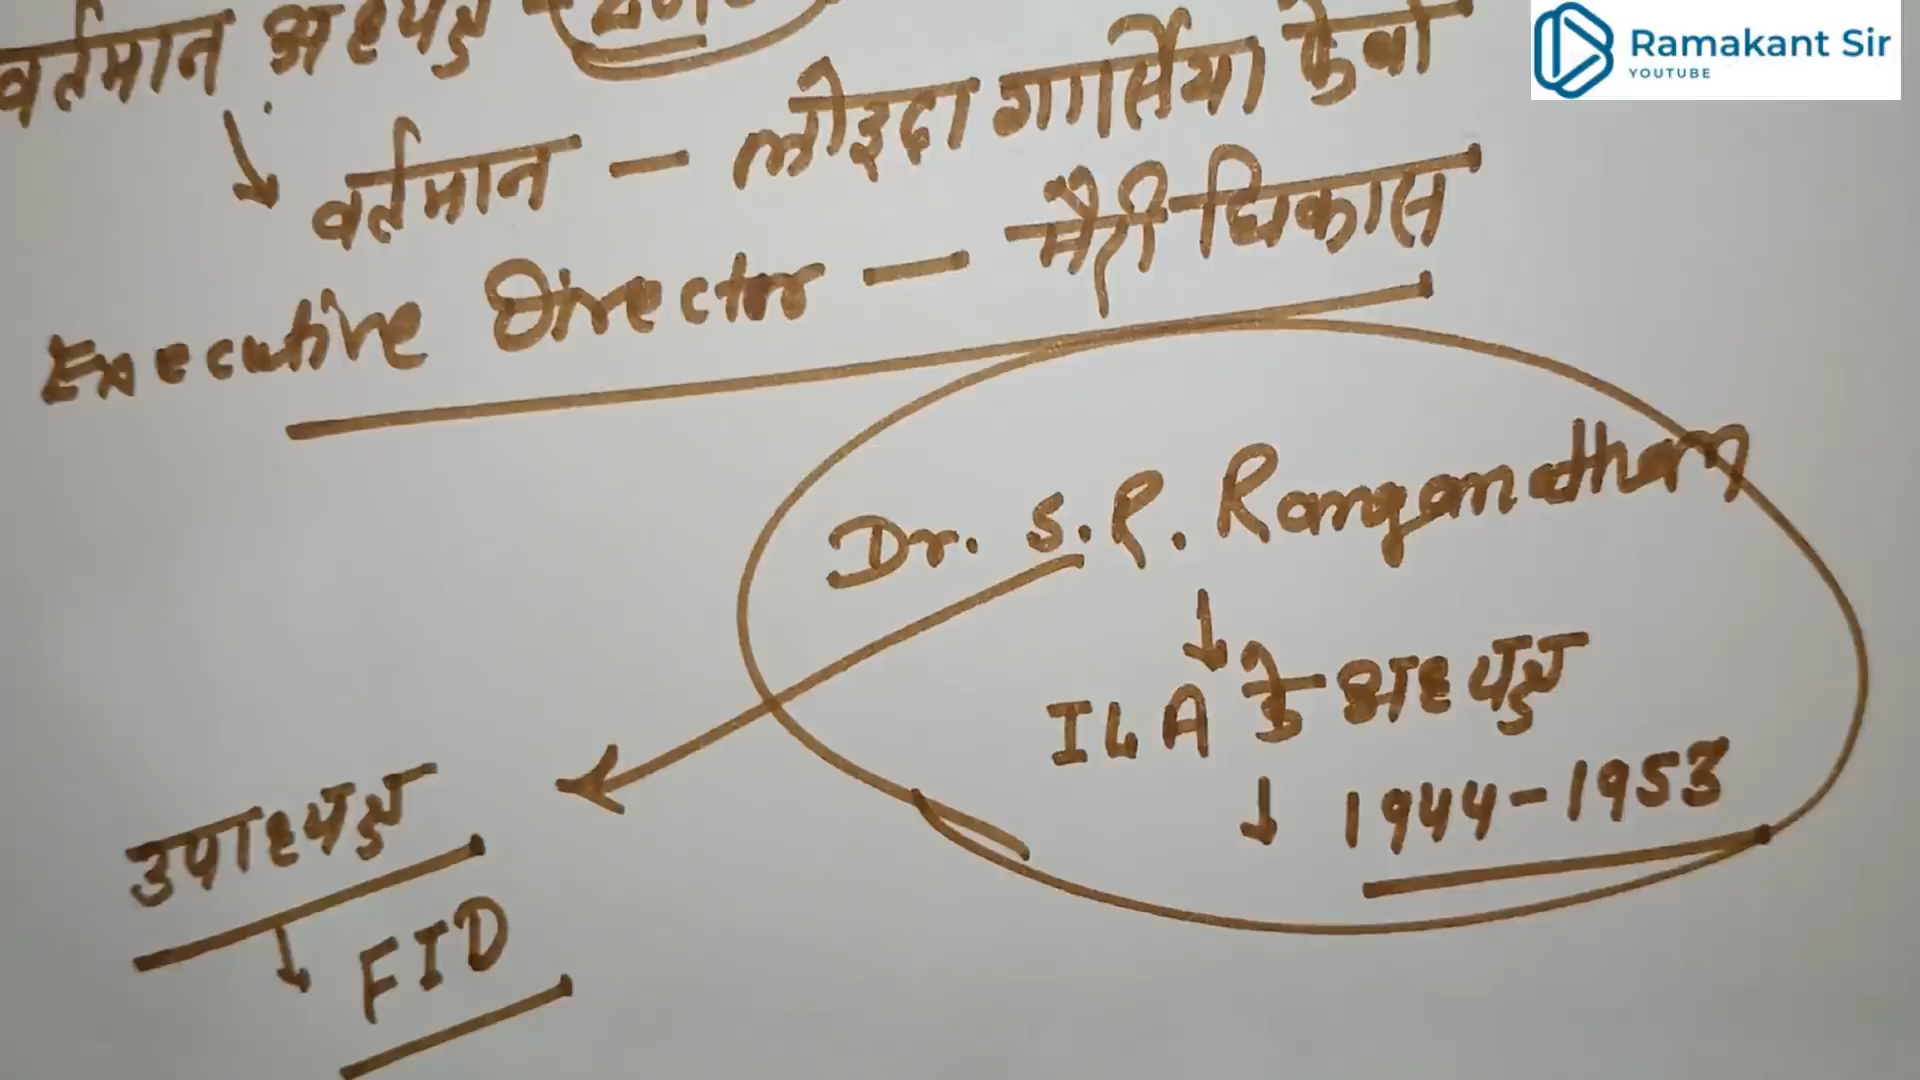 वर्तमान अध्यक्ष
Ramakant Sir
YOUTUBE
वर्तमान - लोइदा गार्सिया फेबो
Executive Director - मैरी घिकास
Dr. S.R. Ranganathan
ILA के अध्यक्ष
1944-1953
उपाध्यक्ष
FID